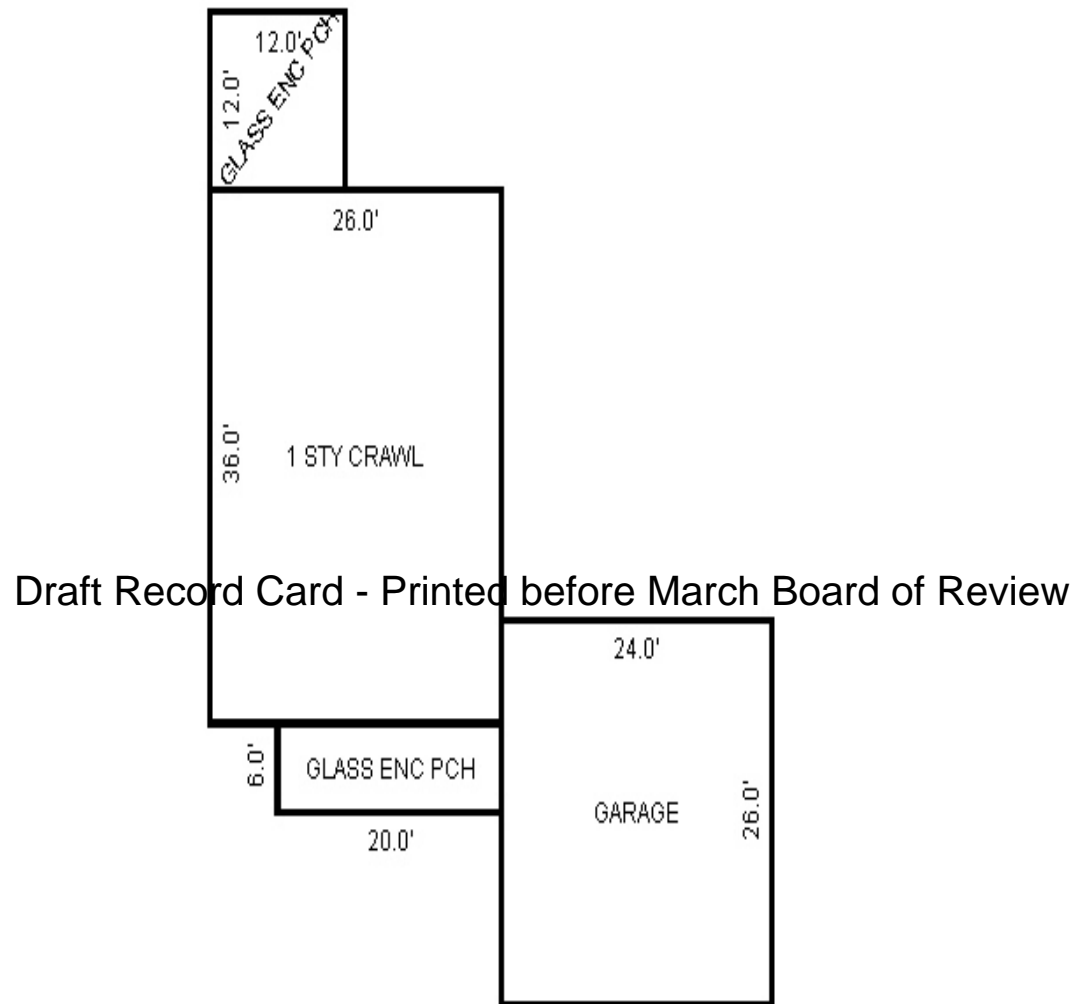 12.0'
12.0'
GLASS ENC PCH
26.0'
36.0'
1 STY CRAWL
Draft Record Card - Printed before March Board of Review
24.0'
6.0'
GLASS ENC PCH
20.0'
GARAGE
26.0'